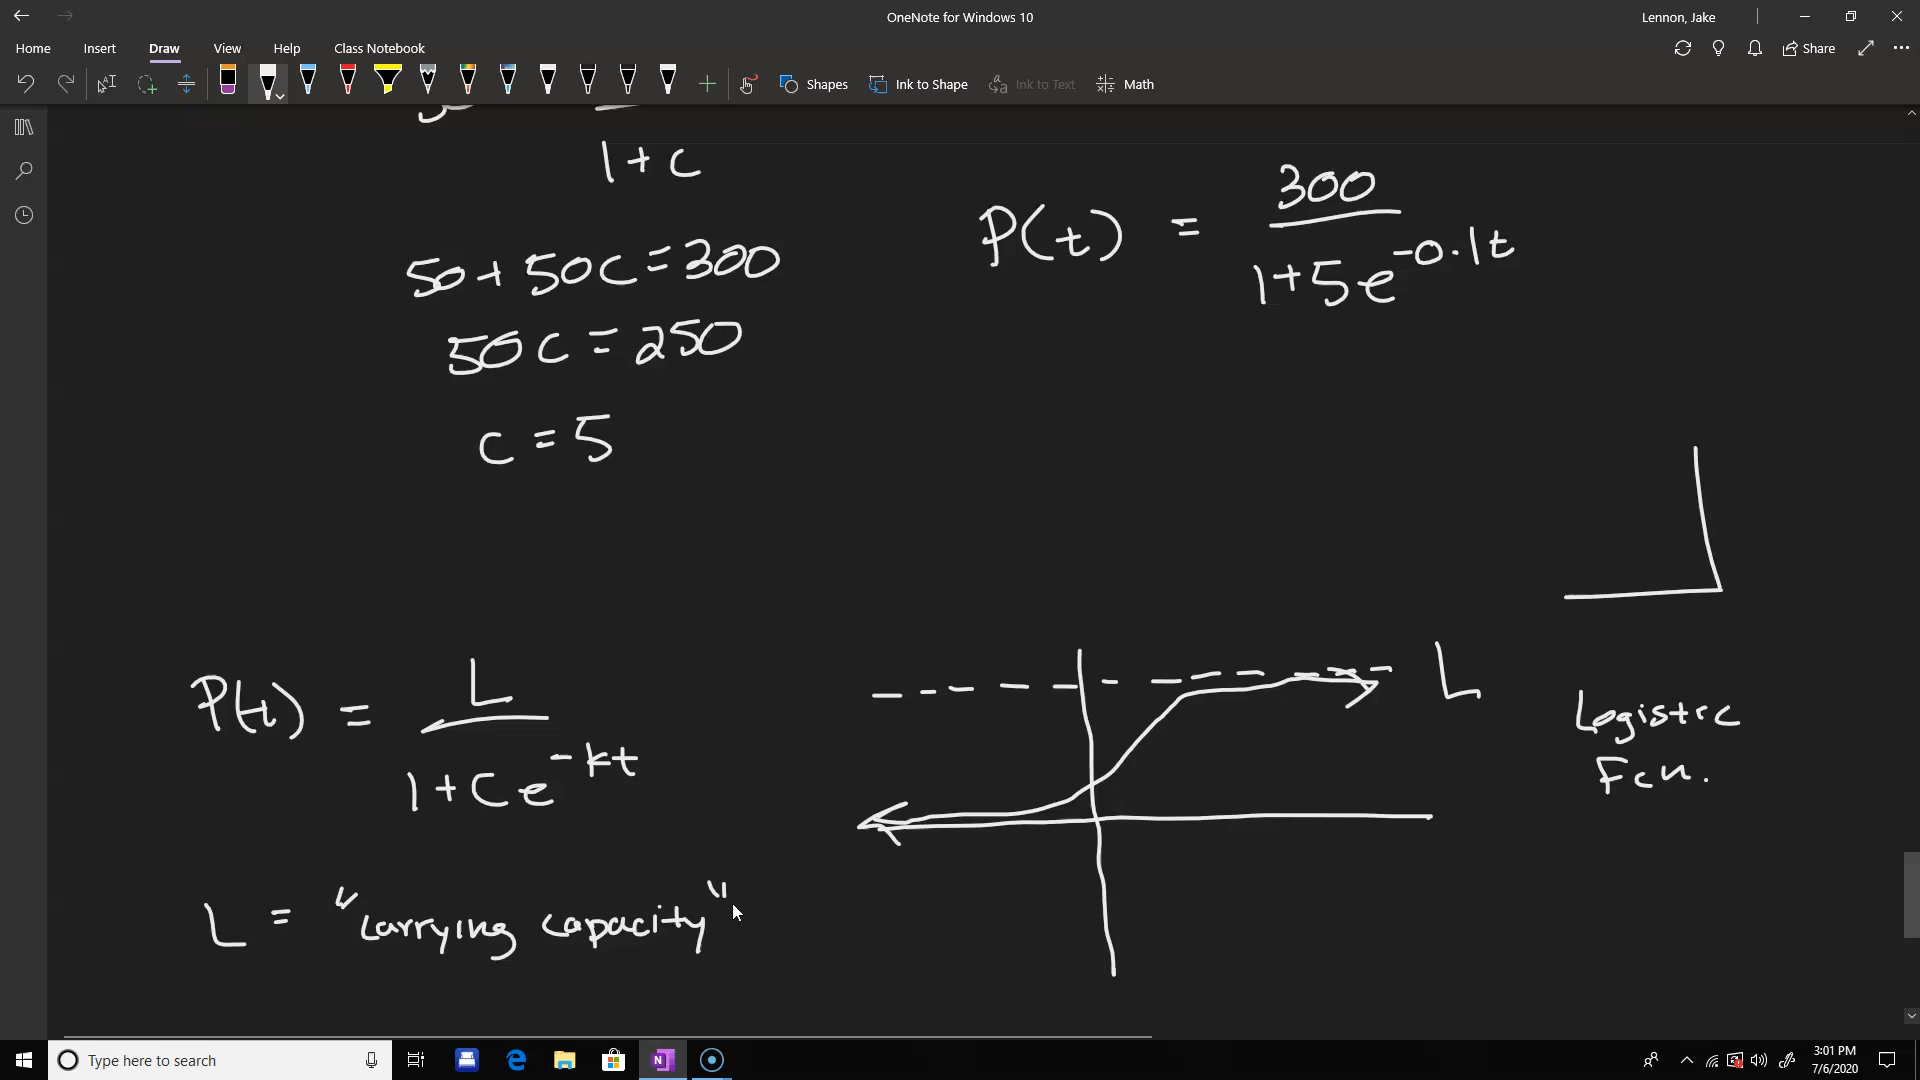 OneNote for Windows 10
Lennon, Jake
Home Insert Draw View Help Class Notebook
Share
Shapes Ink to Shape Ink to Text Math
1 + c
50 + 50c = 300
50c = 250
c = 5
P(t) = 300
1 + 5e^-0.1t
P(t) = L
1 + Ce^-kt
L
Logistic
Fcn.
L = "carrying capacity"
Type here to search
3:01 PM
7/6/2020